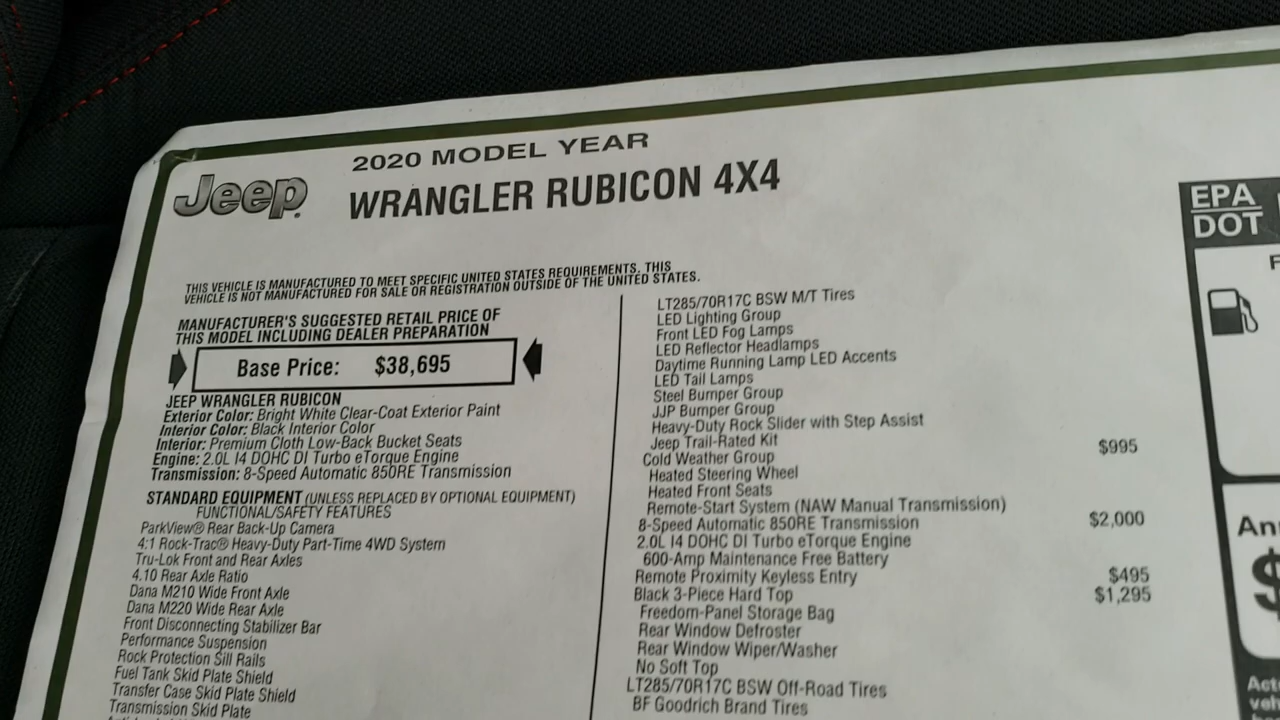 2020 MODEL YEAR
Jeep
WRANGLER RUBICON 4X4
THIS VEHICLE IS MANUFACTURED TO MEET SPECIFIC UNITED STATES REQUIREMENTS. THIS
VEHICLE IS NOT MANUFACTURED FOR SALE OR REGISTRATION OUTSIDE OF THE UNITED STATES.
MANUFACTURER'S SUGGESTED RETAIL PRICE OF
THIS MODEL INCLUDING DEALER PREPARATION
Base Price: $38,695
JEEP WRANGLER RUBICON
Exterior Color: Bright White Clear-Coat Exterior Paint
Interior Color: Black Interior Color
Interior: Premium Cloth Low-Back Bucket Seats
Engine: 2.0L I4 DOHC DI Turbo eTorque Engine
Transmission: 8-Speed Automatic 850RE Transmission
STANDARD EQUIPMENT (UNLESS REPLACED BY OPTIONAL EQUIPMENT)
FUNCTIONAL/SAFETY FEATURES
ParkView® Rear Back-Up Camera
4:1 Rock-Trac® Heavy-Duty Part-Time 4WD System
Tru-Lok Front and Rear Axles
4.10 Rear Axle Ratio
Dana M210 Wide Front Axle
Dana M220 Wide Rear Axle
Front Disconnecting Stabilizer Bar
Performance Suspension
Rock Protection Sill Rails
Fuel Tank Skid Plate Shield
Transfer Case Skid Plate Shield
Transmission Skid Plate
LT285/70R17C BSW M/T Tires
LED Lighting Group
Front LED Fog Lamps
LED Reflector Headlamps
Daytime Running Lamp LED Accents
LED Tail Lamps
Steel Bumper Group
JJP Bumper Group
Heavy-Duty Rock Slider with Step Assist
Jeep Trail-Rated Kit
Cold Weather Group $995
Heated Steering Wheel
Heated Front Seats
Remote-Start System (NAW Manual Transmission)
8-Speed Automatic 850RE Transmission $2,000
2.0L I4 DOHC DI Turbo eTorque Engine
600-Amp Maintenance Free Battery
Remote Proximity Keyless Entry $495
Black 3-Piece Hard Top $1,295
Freedom-Panel Storage Bag
Rear Window Defroster
Rear Window Wiper/Washer
No Soft Top
LT285/70R17C BSW Off-Road Tires
BF Goodrich Brand Tires
EPA
DOT
F
An
$
Act
veh